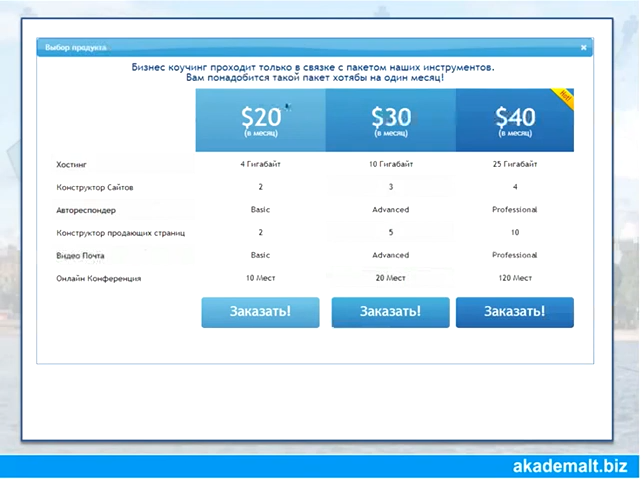 Выбор продукта
Бизнес коучинг проходит только в связке с пакетом наших инструментов.
Вам понадобится такой пакет хотябы на один месяц!
$20 $30 $40 Hot!
(в месяц) (в месяц) (в месяц)
Хостинг 4 Гигабайт 10 Гигабайт 25 Гигабайт
Конструктор Сайтов 2 3 4
Автореспондер Basic Advanced Professional
Конструктор продающих страниц 2 5 10
Видео Почта Basic Advanced Professional
Онлайн Конференция 10 Мест 20 Мест 120 Мест
Заказать! Заказать! Заказать!
akademalt.biz